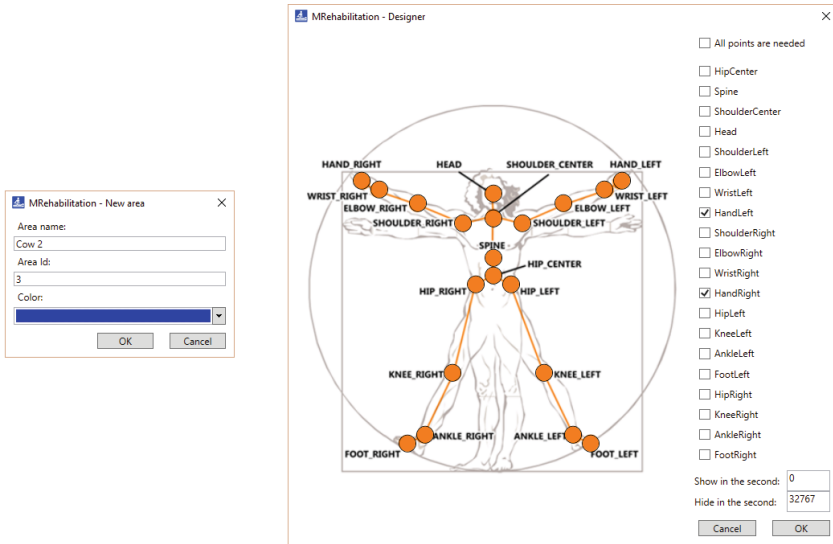 MRehabilitation - New area
Area name:
Cow 2
Area Id:
3
Color:
OK Cancel
MRehabilitation - Designer
HAND_RIGHT HEAD SHOULDER_CENTER HAND_LEFT
WRIST_RIGHT WRIST_LEFT
ELBOW_RIGHT ELBOW_LEFT
SHOULDER_RIGHT SHOULDER_LEFT
SPINE
HIP_CENTER
HIP_RIGHT HIP_LEFT
KNEE_RIGHT KNEE_LEFT
ANKLE_RIGHT ANKLE_LEFT
FOOT_RIGHT FOOT_LEFT
All points are needed
HipCenter
Spine
ShoulderCenter
Head
ShoulderLeft
ElbowLeft
WristLeft
HandLeft
ShoulderRight
ElbowRight
WristRight
HandRight
HipLeft
KneeLeft
AnkleLeft
FootLeft
HipRight
KneeRight
AnkleRight
FootRight
Show in the second: 0
Hide in the second: 32767
Cancel OK